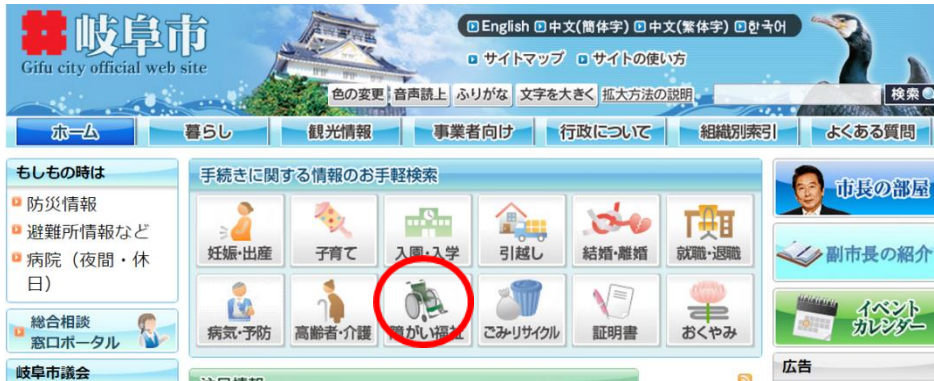 岐阜市
Gifu city official web site
English 中文(簡体字) 中文(繁体字) 한국어
サイトマップ サイトの使い方
色の変更 音声読上 ふりがな 文字を大きく 拡大方法の説明 検索
ホーム 暮らし 観光情報 事業者向け 行政について 組織別索引 よくある質問
もしもの時は
防災情報
避難所情報など
病院(夜間・休
日)
総合相談
窓口ポータル
岐阜市議会
手続きに関する情報のお手軽検索
妊娠・出産 子育て 入園・入学 引越し 結婚・離婚 就職・退職
病気・予防 高齢者・介護 障がい福祉 ごみ・リサイクル 証明書 おくやみ
注目情報
市長の部屋
副市長の紹介
イベント
カレンダー
広告